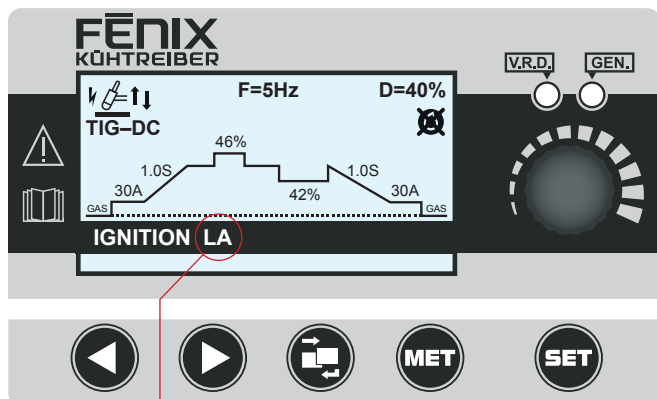 FĒNIX
KÜHTREIBER
V.R.D.
GEN.
F=5Hz
D=40%
TIG–DC
46%
1.0S
1.0S
30A
42%
30A
GAS
GAS
IGNITION LA
MET
SET